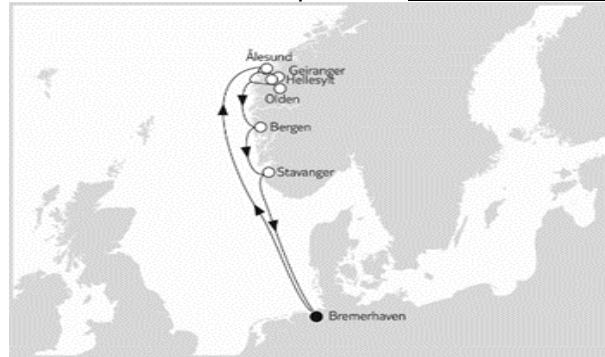 Ålesund
Geiranger
Hellesylt
Olden
Bergen
Stavanger
Bremerhaven